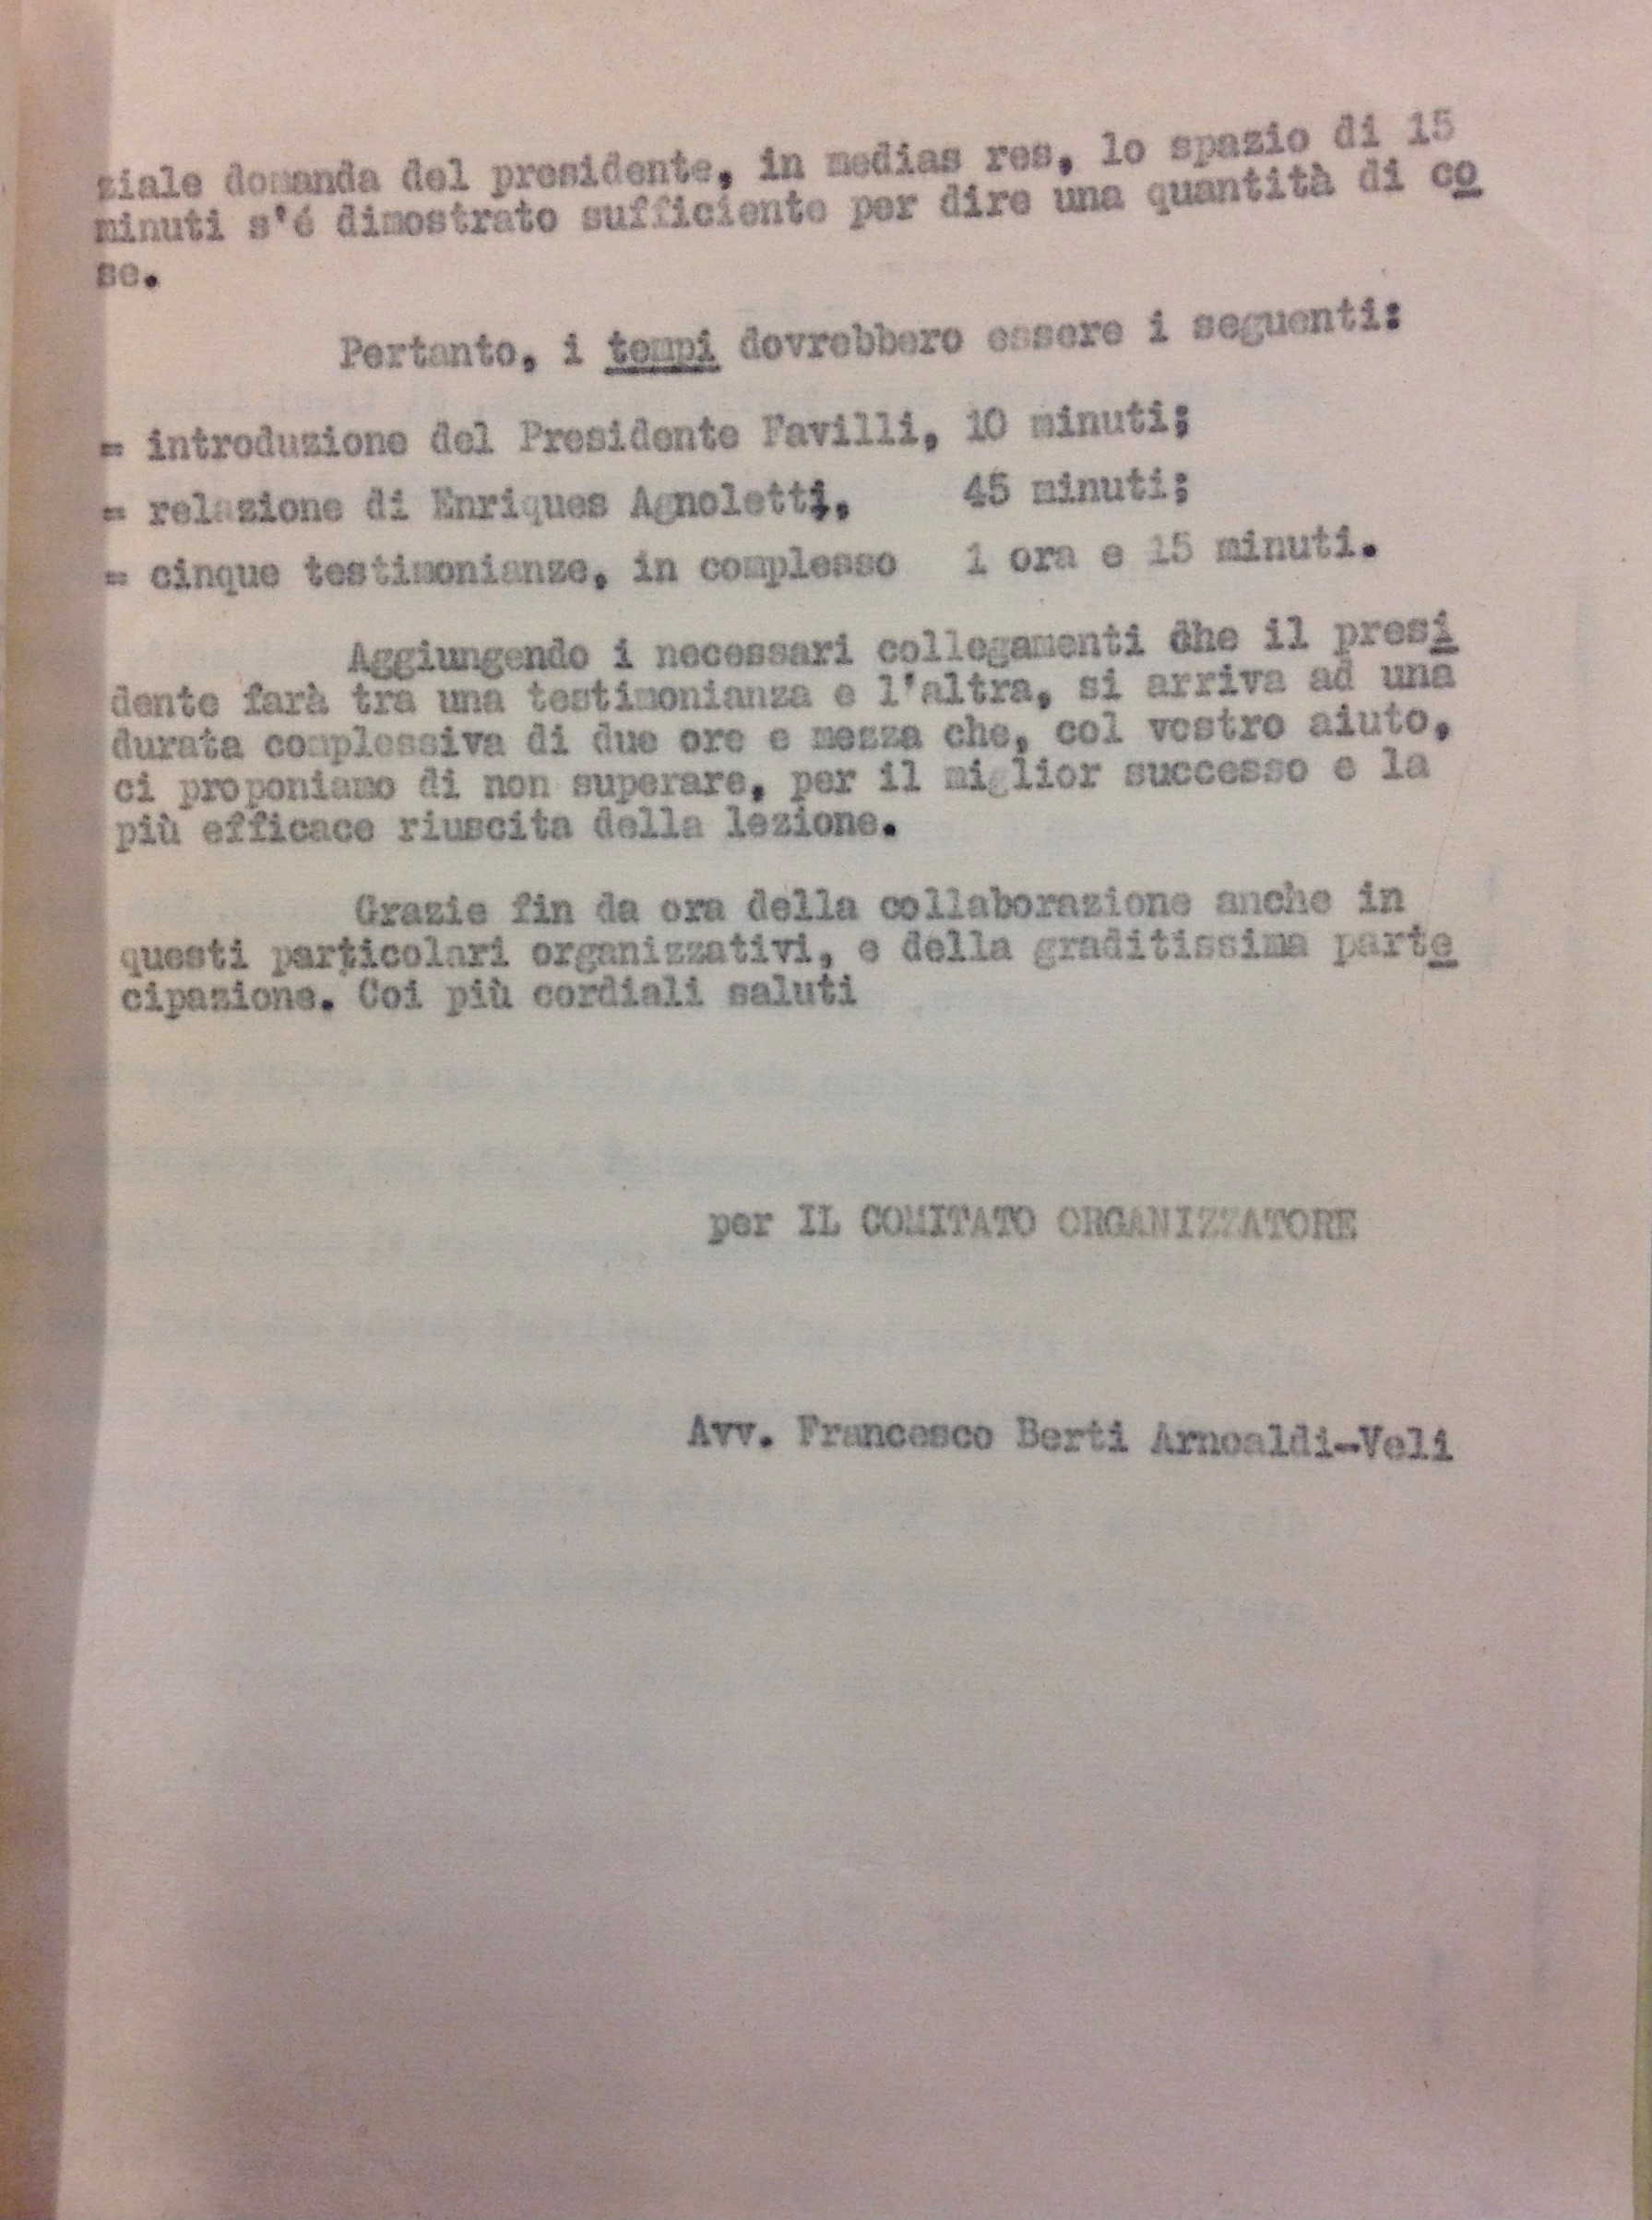 ziale domanda del presidente, in medias res, lo spazio di 15
minuti s'é dimostrato sufficiente per dire una quantità di co
se.
Pertanto, i tempi dovrebbero essere i seguenti:
= introduzione del Presidente Favilli, 10 minuti;
= relazione di Enriques Agnoletti, 45 minuti;
= cinque testimonianze, in complesso 1 ora e 15 minuti.
Aggiungendo i necessari collegamenti che il presi
dente farà tra una testimonianza e l'altra, si arriva ad una
durata complessiva di due ore e mezza che, col vostro aiuto,
ci proponiamo di non superare, per il miglior successo e la
più efficace riuscita della lezione.
Grazie fin da ora della collaborazione anche in
questi particolari organizzativi, e della graditissima parte
cipazione. Coi più cordiali saluti
per IL COMITATO ORGANIZZATORE
Avv. Francesco Berti Arnoaldi-Veli